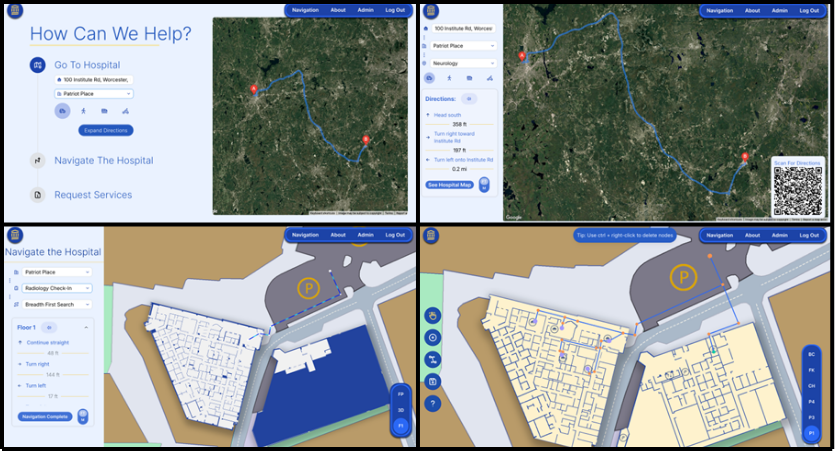 Navigation About Admin Log Out
How Can We Help?
Go To Hospital
100 Institute Rd, Worcester,
Patriot Place
Expand Directions
Navigate The Hospital
Request Services
A
B
Navigation About Admin Log Out
100 Institute Rd, Worces
Patriot Place
Neurology
Directions:
Head south
358 ft
Turn right toward
Institute Rd
197 ft
Turn left onto Institute Rd
0.2 mi
See Hospital Map
A
B
Scan For Directions
Google
Navigation About Admin Log Out
Navigate the Hospital
Patriot Place
Radiology Check-In
Breadth First Search
Floor 1
Continue straight
49 ft
Turn right
144 ft
Turn left
17 ft
Navigation Complete
P
3D
F1
Tip: Use ctrl + right-click to delete nodes
Navigation About Admin Log Out
P
?
BC
FK
CH
P4
P3
P1